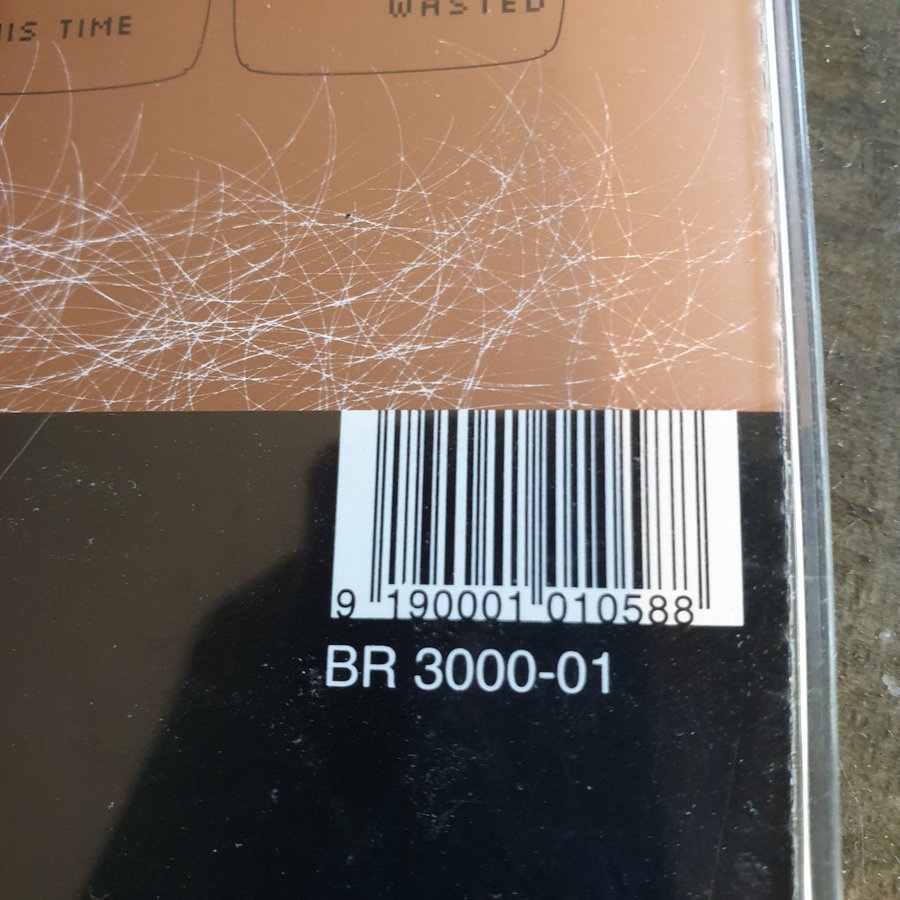 IS TIME
WASTED
9 190001 010588
BR 3000-01